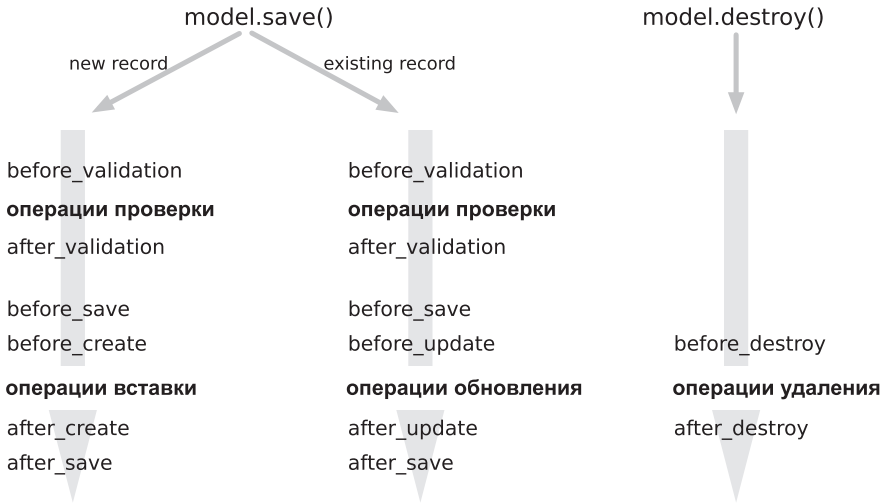 model.save()
model.destroy()
new record
existing record
before_validation
операции проверки
after_validation
before_save
before_create
операции вставки
after_create
after_save
before_validation
операции проверки
after_validation
before_save
before_update
операции обновления
after_update
after_save
before_destroy
операции удаления
after_destroy